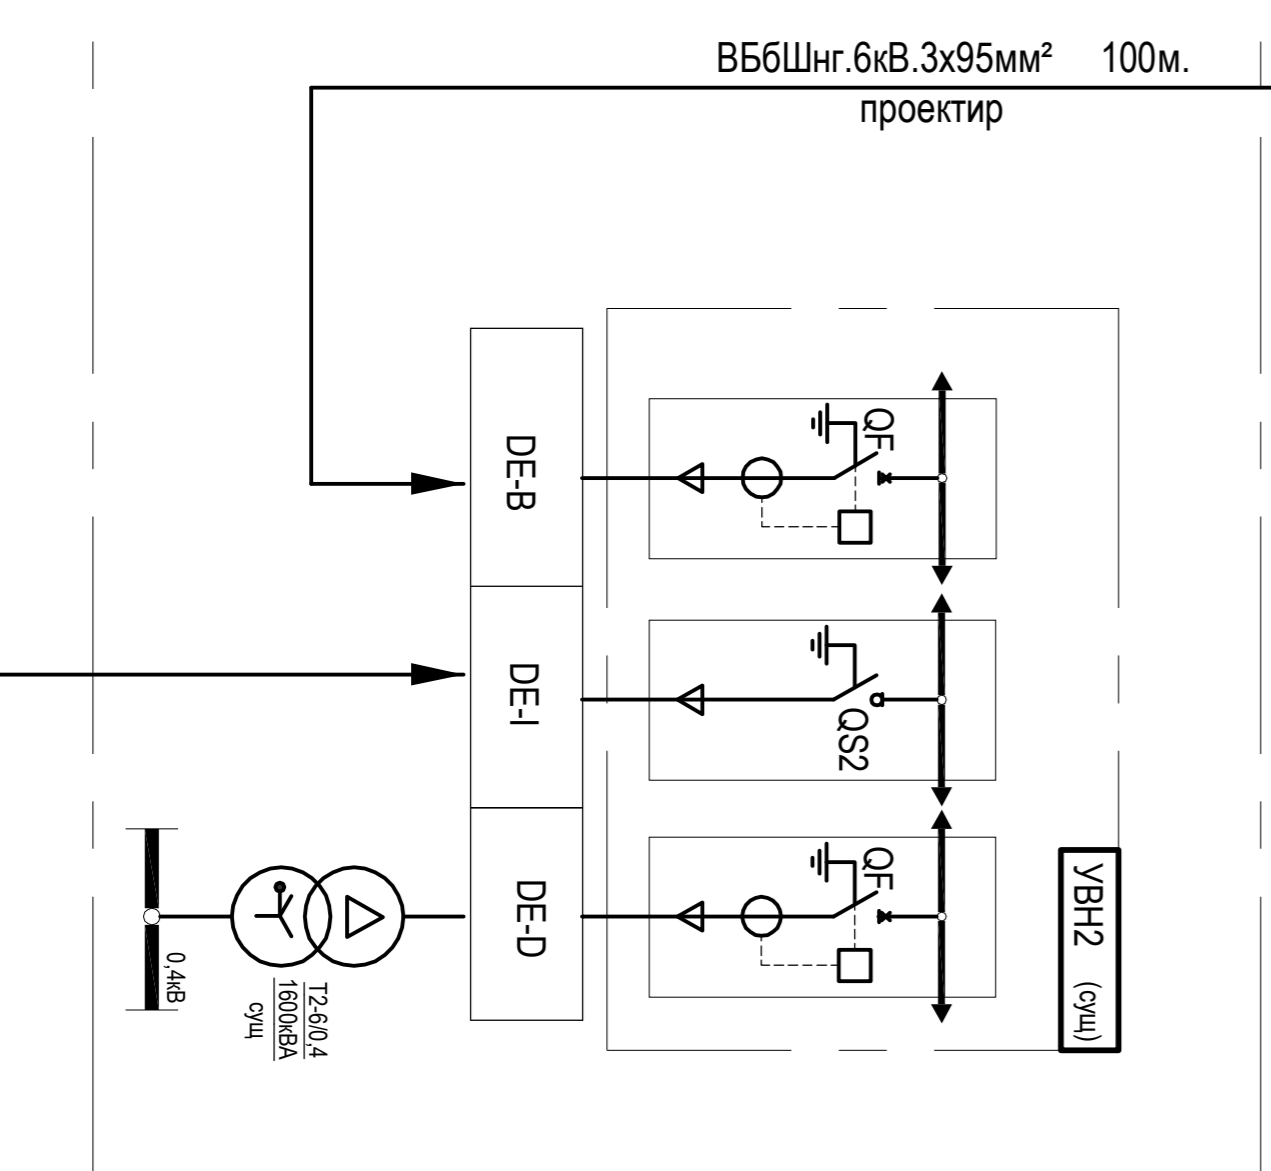 ВБбШнг.6кВ.3х95мм² 100м.
проектир
DE-B
QF
DE-I
QS2
DE-D
QF
УВН2 (сущ)
0,4кВ
Т2-6/0,4
1600кВА
сущ